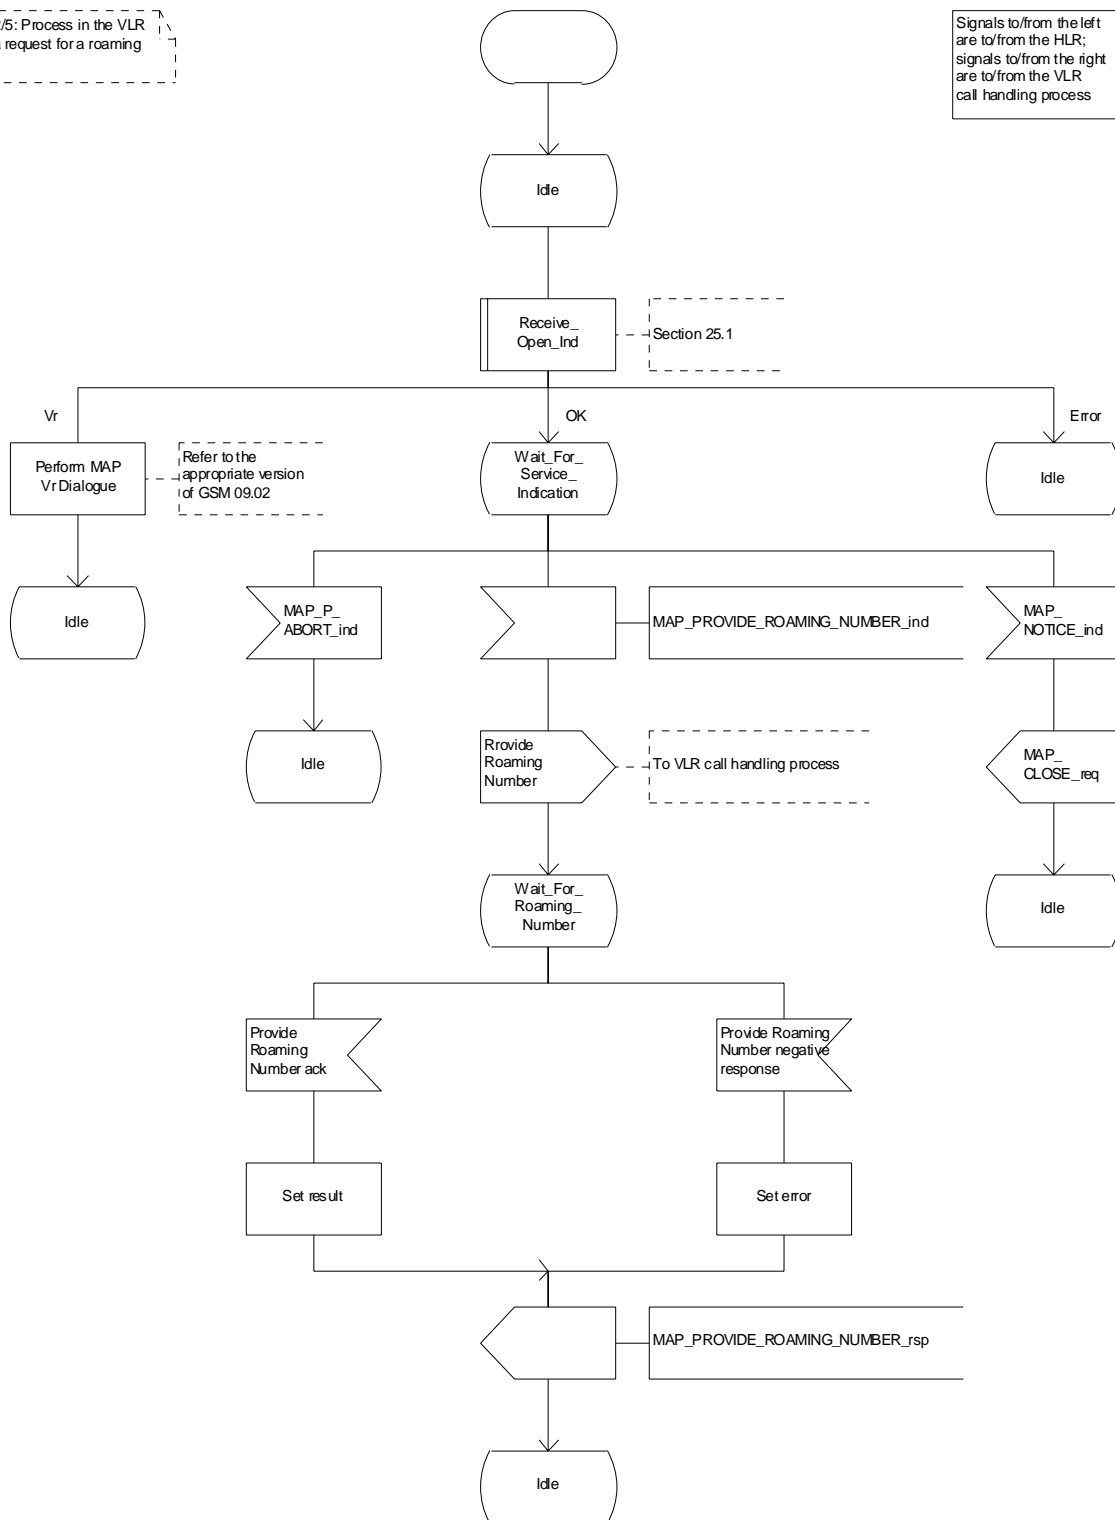 /5: Process in the VLR
request for a roaming
Signals to/from the left
are to/from the HLR;
signals to/from the right
are to/from the VLR
call handling process
Idle
Receive_
Open_Ind
Section 25.1
Vr
OK
Error
Perform MAP
Vr Dialogue
Refer to the
appropriate version
of GSM 09.02
Wait_For_
Service_
Indication
Idle
Idle
MAP_P_
ABORT_ind
MAP_PROVIDE_ROAMING_NUMBER_ind
MAP_
NOTICE_ind
Idle
Rrovide
Roaming
Number
To VLR call handling process
MAP_
CLOSE_req
Wait_For_
Roaming_
Number
Idle
Provide
Roaming
Number ack
Provide Roaming
Number negative
response
Set result
Set error
MAP_PROVIDE_ROAMING_NUMBER_rsp
Idle